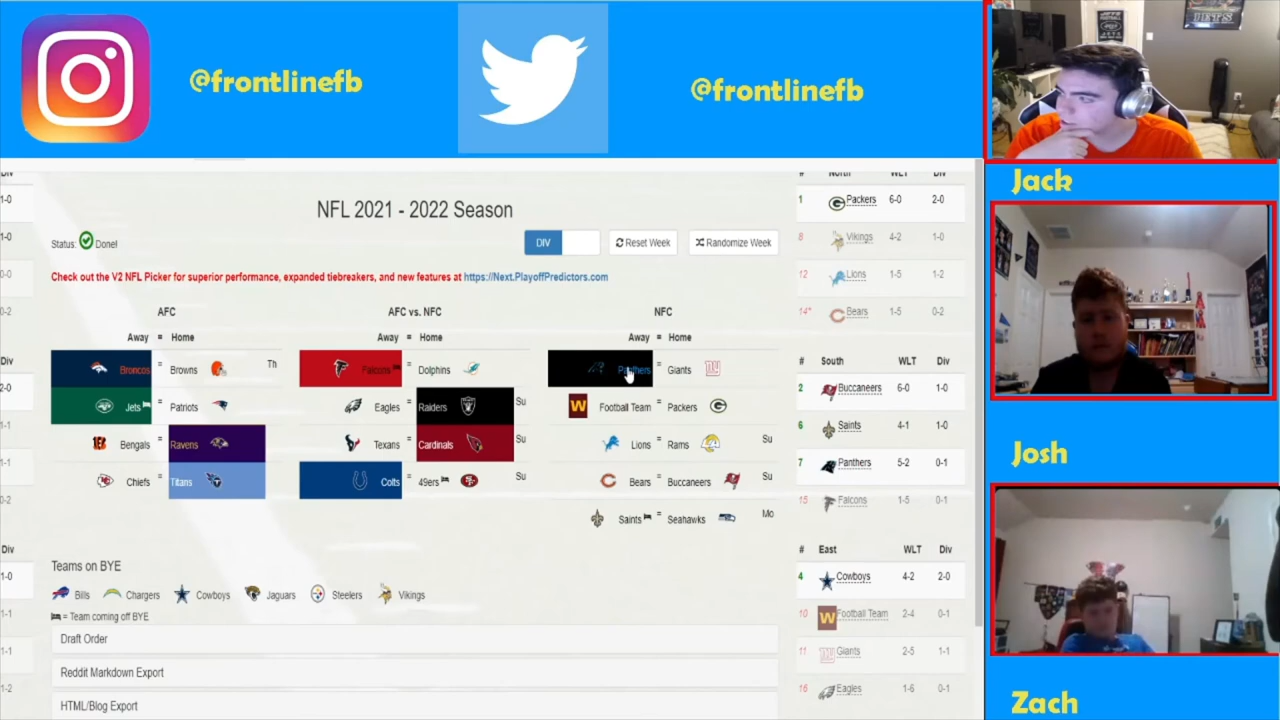 @frontlinefb
@frontlinefb
JETS
Jack
Josh
Zach
NFL 2021 - 2022 Season
Status: Done!
DIV
Reset Week
Randomize Week
Check out the V2 NFL Picker for superior performance, expanded tiebreakers, and new features at https://Next.PlayoffPredictors.com
AFC
Away = Home
Broncos = Browns Th
Jets = Patriots
Bengals = Ravens
Chiefs = Titans
AFC vs. NFC
Away = Home
Falcons = Dolphins
Eagles = Raiders Su
Texans = Cardinals Su
Colts = 49ers Su
NFC
Away = Home
Panthers = Giants
W Football Team = Packers
Lions = Rams Su
Bears = Buccaneers Su
Saints = Seahawks Mo
Teams on BYE
Bills Chargers Cowboys Jaguars Steelers Vikings
= Team coming off BYE
Draft Order
Reddit Markdown Export
HTML/Blog Export
# North WLT Div
1 Packers 6-0 2-0
8 Vikings 4-2 1-0
12 Lions 1-5 1-2
14* Bears 1-5 0-2
# South WLT Div
2 Buccaneers 6-0 1-0
6 Saints 4-1 1-0
7 Panthers 5-2 0-1
15 Falcons 1-5 0-1
# East WLT Div
4 Cowboys 4-2 2-0
10 W Football Team 2-4 0-1
11 Giants 2-5 1-1
16 Eagles 1-6 0-1